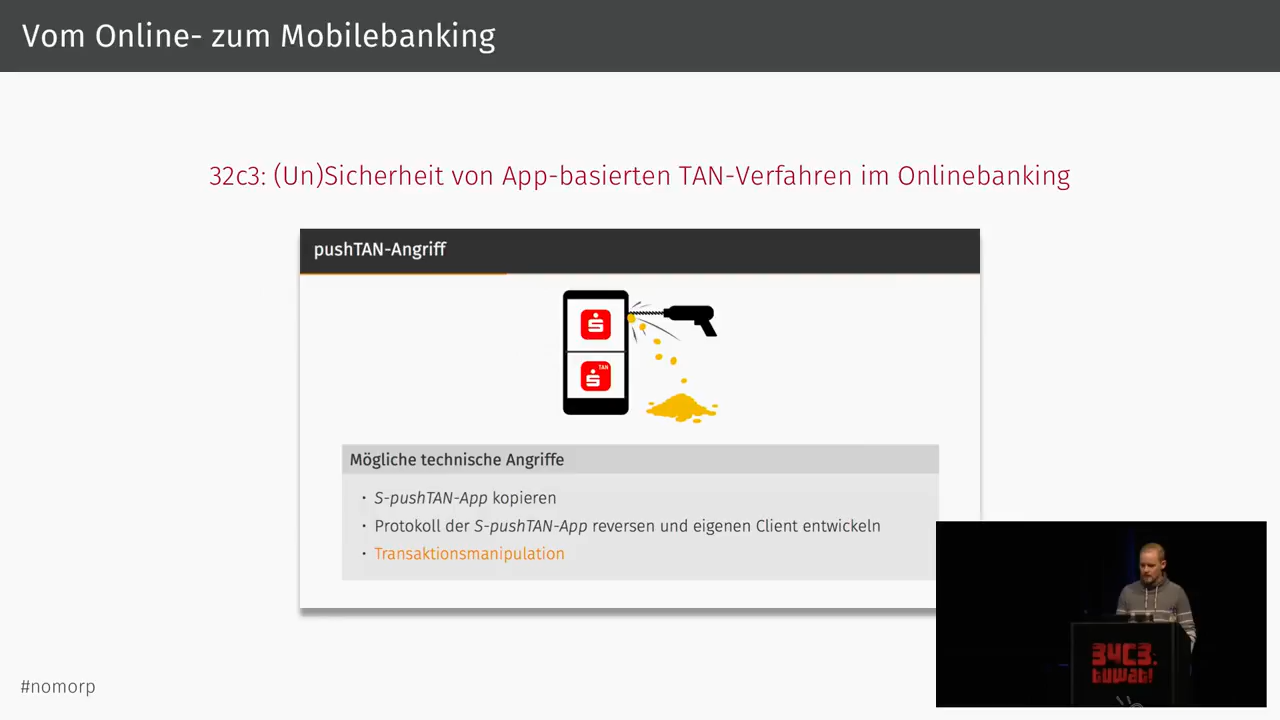 Vom Online- zum Mobilebanking
32c3: (Un)Sicherheit von App-basierten TAN-Verfahren im Onlinebanking
pushTAN-Angriff
TAN
Mögliche technische Angriffe
• S-pushTAN-App kopieren
• Protokoll der S-pushTAN-App reversen und eigenen Client entwickeln
• Transaktionsmanipulation
34C3.
tuwat!
#nomorp